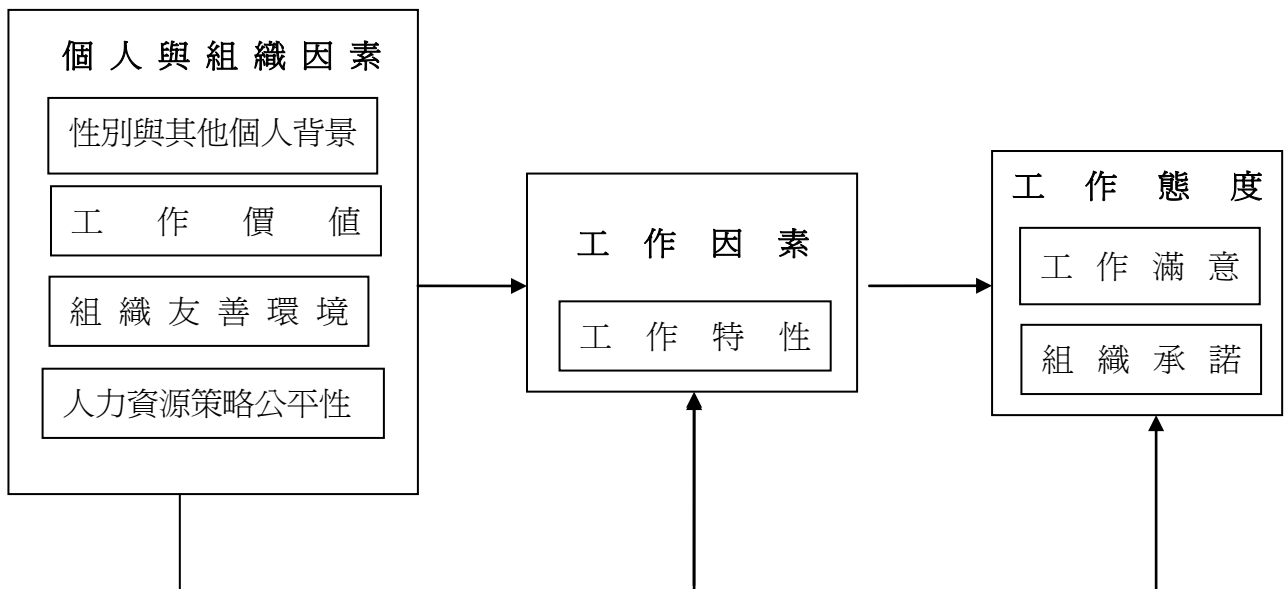 個人與組織因素
性別與其他個人背景
工作價值
組織友善環境
人力資源策略公平性
工作因素
工作特性
工作態度
工作滿意
組織承諾